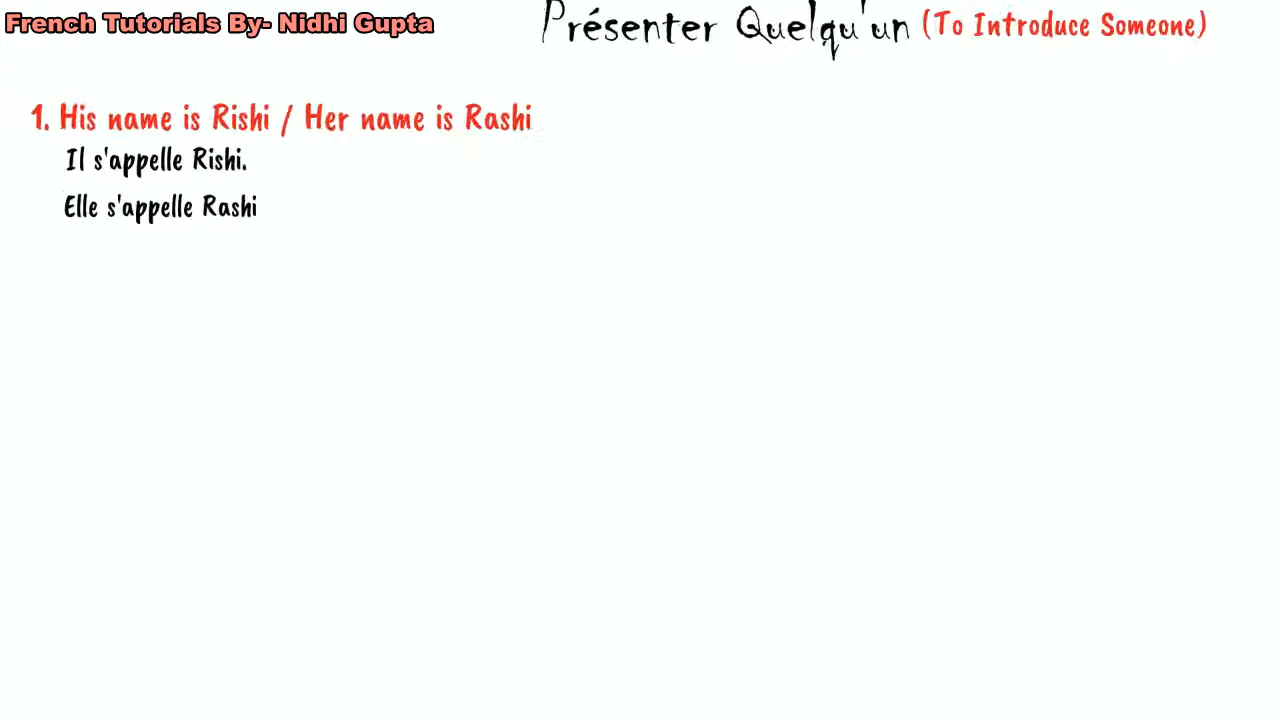 French Tutorials By- Nidhi Gupta
Présenter Quelqu'un (To Introduce Someone)
1. His name is Rishi / Her name is Rashi
Il s'appelle Rishi.
Elle s'appelle Rashi